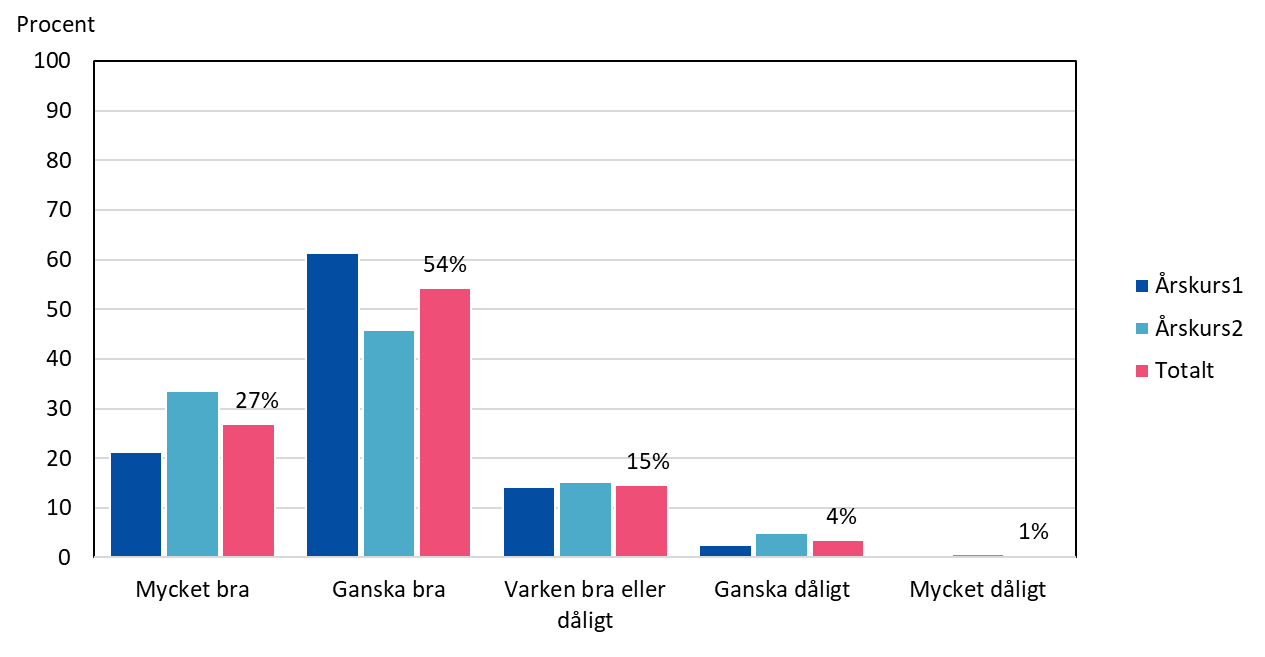 Procent
100
90
80
70
60
50
40
30
20
10
0
54%
27%
15%
4%
1%
Mycket bra
Ganska bra
Varken bra eller
dåligt
Ganska dåligt
Mycket dåligt
Årskurs1
Årskurs2
Totalt